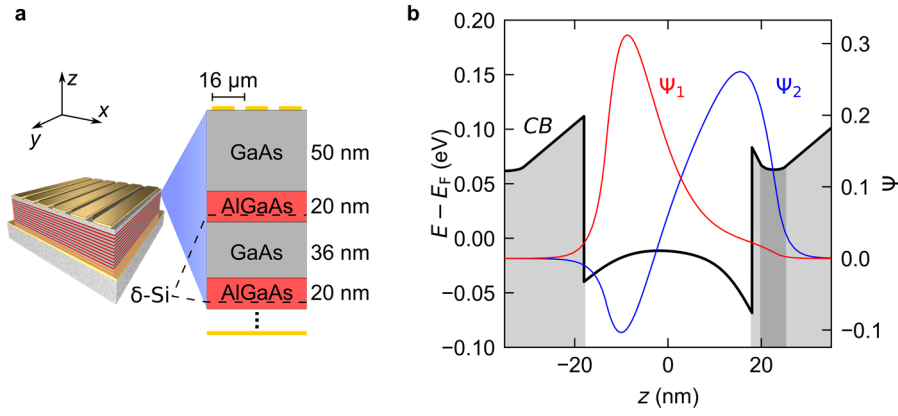 a
z
x
y
16 μm
GaAs
50 nm
AlGaAs
20 nm
GaAs
36 nm
AlGaAs
20 nm
δ-Si
b
0.20
0.15
0.10
0.05
0.00
−0.05
−0.10
E − E_F (eV)
CB
Ψ₁
Ψ₂
0.3
0.2
0.1
0.0
−0.1
Ψ
−20
0
20
z (nm)